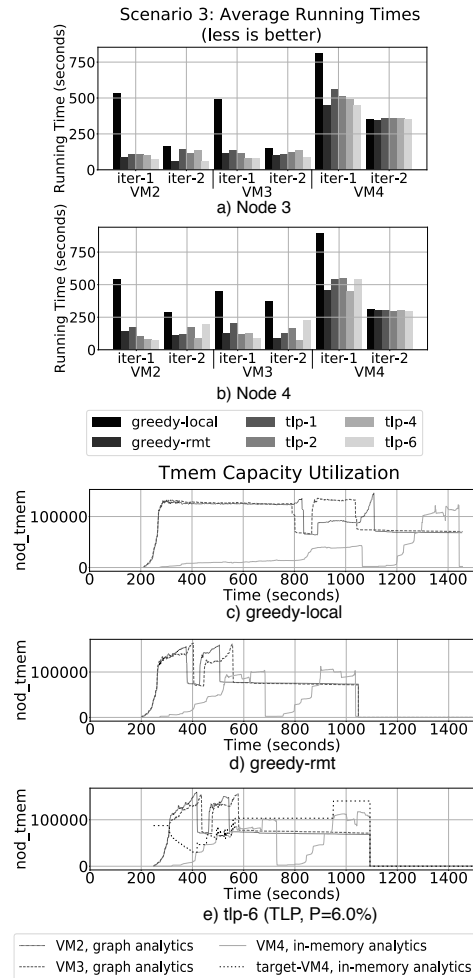 Scenario 3: Average Running Times
(less is better)
Running Time (seconds)
750
500
250
0
iter-1 iter-2 iter-1 iter-2 iter-1 iter-2
VM2 VM3 VM4
a) Node 3
Running Time (seconds)
750
500
250
0
iter-1 iter-2 iter-1 iter-2 iter-1 iter-2
VM2 VM3 VM4
b) Node 4
greedy-local tlp-1 tlp-4
greedy-rmt tlp-2 tlp-6
Tmem Capacity Utilization
nod_tmem
100000
0
0 200 400 600 800 1000 1200 1400
Time (seconds)
c) greedy-local
nod_tmem
100000
0
0 200 400 600 800 1000 1200 1400
Time (seconds)
d) greedy-rmt
nod_tmem
100000
0
0 200 400 600 800 1000 1200 1400
Time (seconds)
e) tlp-6 (TLP, P=6.0%)
VM2, graph analytics VM4, in-memory analytics
VM3, graph analytics target-VM4, in-memory analytics